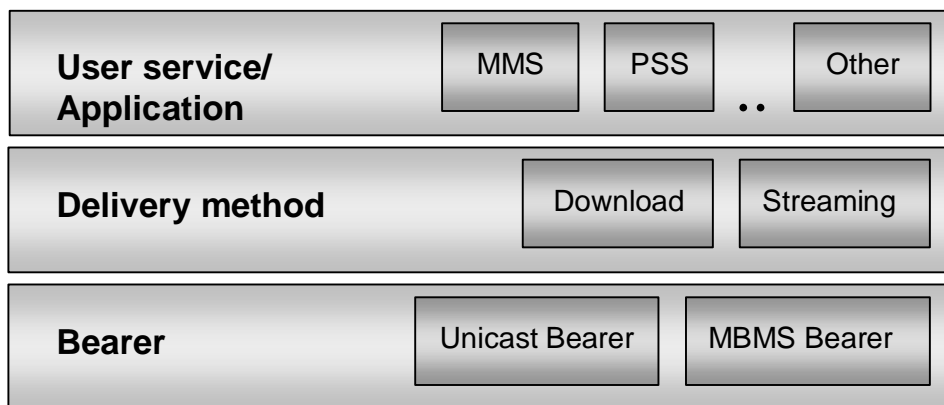 User service/
Application
MMS
PSS
..
Other
Delivery method
Download
Streaming
Bearer
Unicast Bearer
MBMS Bearer